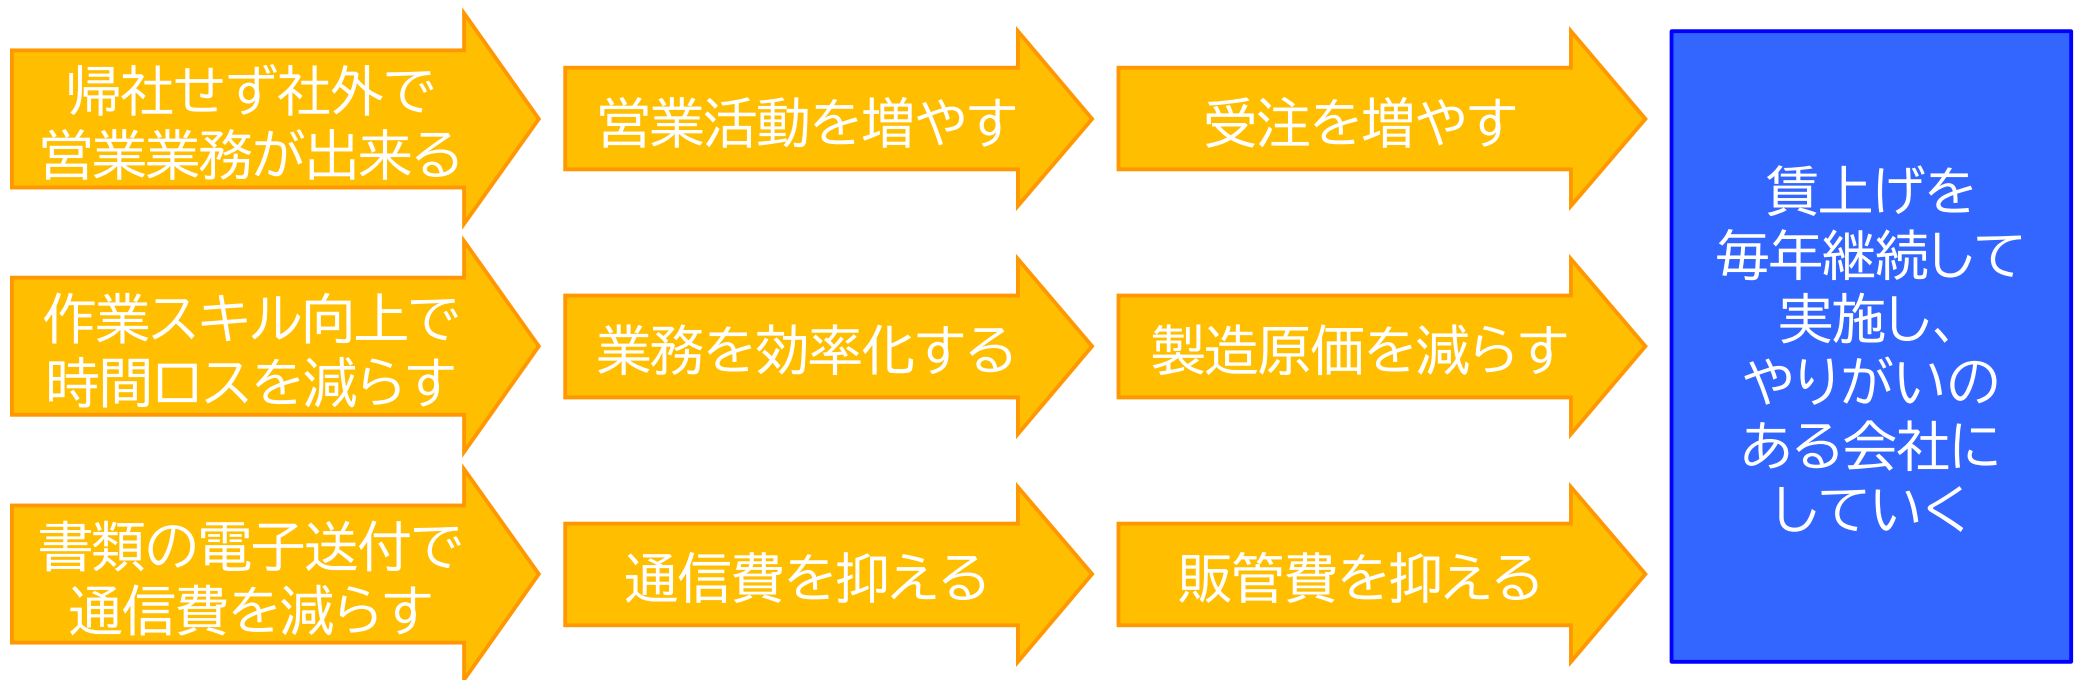 帰社せず社外で
営業業務が出来る
営業活動を増やす
受注を増やす
作業スキル向上で
時間ロスを減らす
業務を効率化する
製造原価を減らす
書類の電子送付で
通信費を減らす
通信費を抑える
販管費を抑える
賃上げを
毎年継続して
実施し、
やりがいの
ある会社に
していく